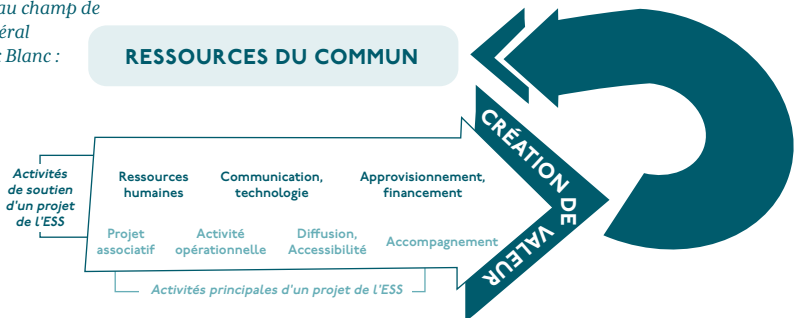 au champ de
éral
Blanc :
RESSOURCES DU COMMUN
CRÉATION DE VALEUR
Activités
de soutien
d'un projet
de l'ESS
Ressources
humaines
Communication,
technologie
Approvisionnement,
financement
Projet
associatif
Activité
opérationnelle
Diffusion,
Accessibilité
Accompagnement
Activités principales d'un projet de l'ESS